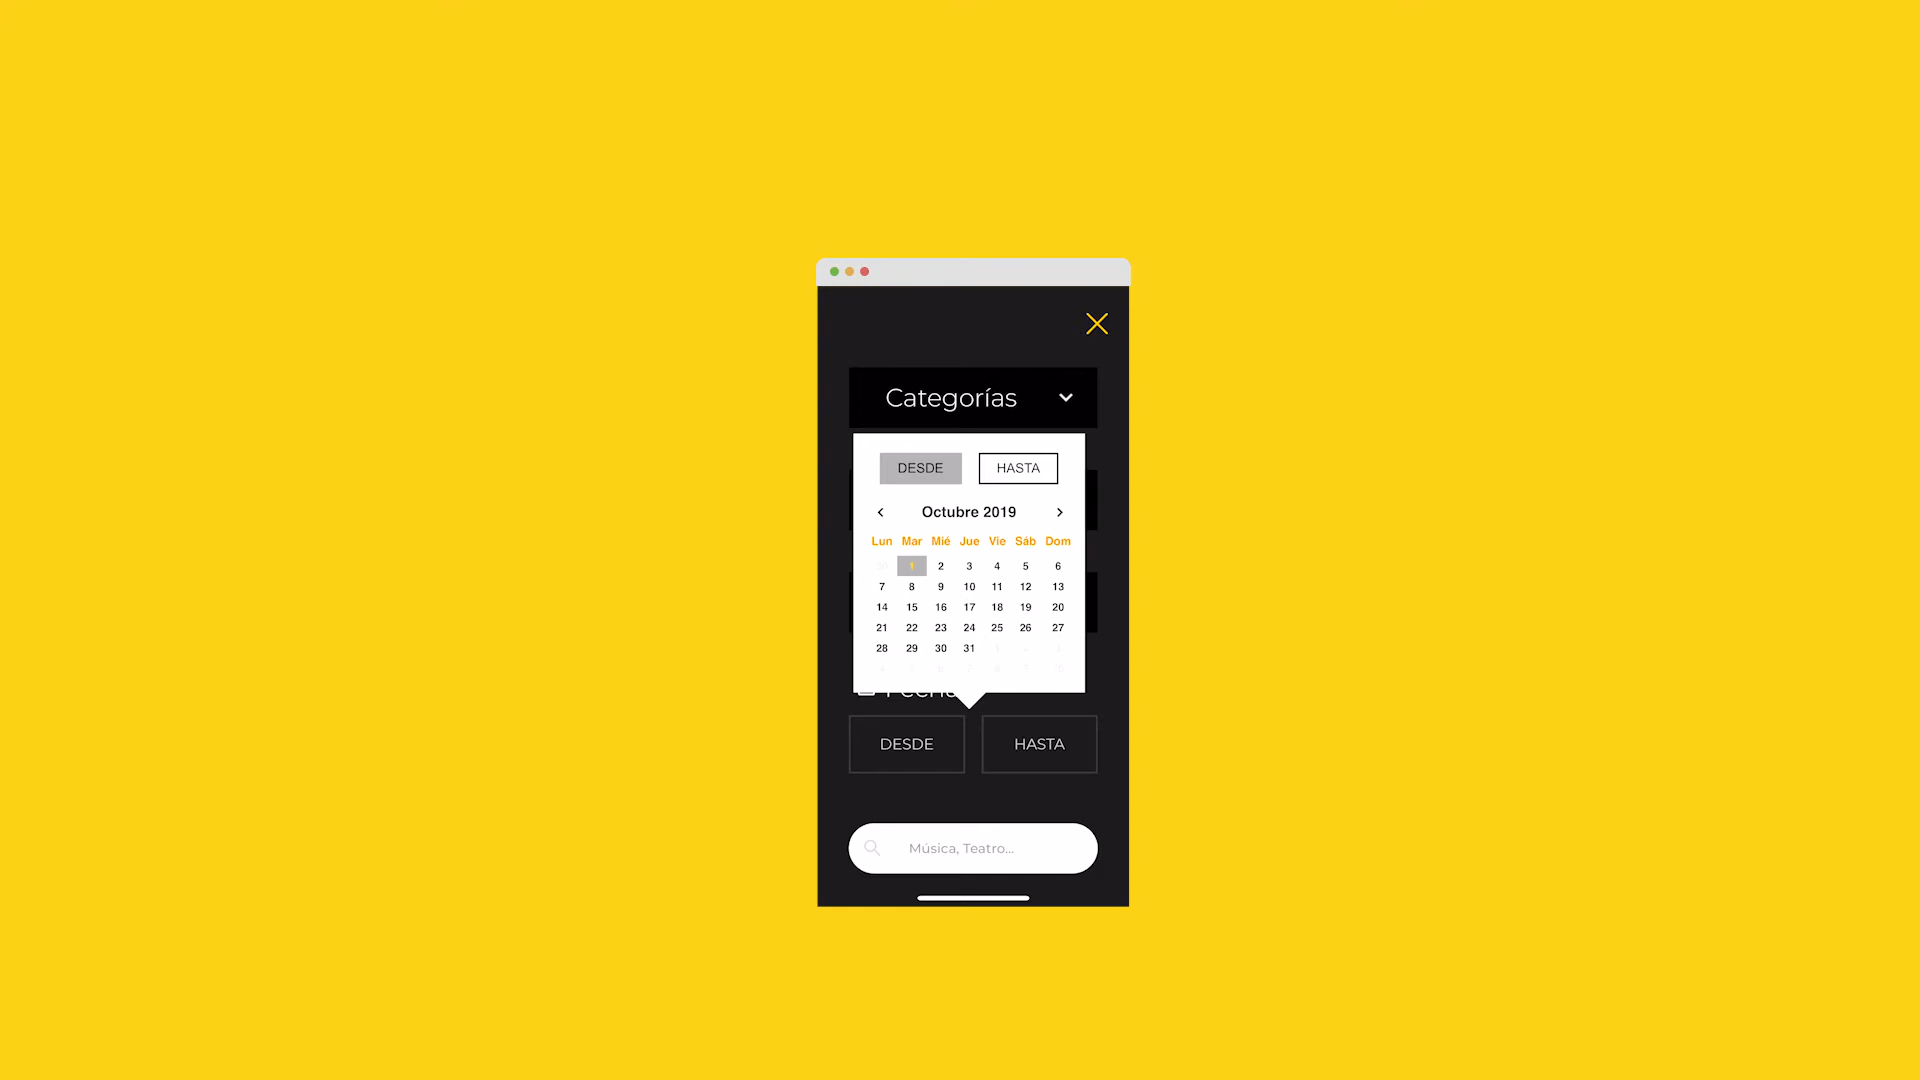 Categorías
DESDE HASTA
Octubre 2019
Lun Mar Mié Jue Vie Sáb Dom
30 1 2 3 4 5 6
7 8 9 10 11 12 13
14 15 16 17 18 19 20
21 22 23 24 25 26 27
28 29 30 31
DESDE HASTA
Música, Teatro...